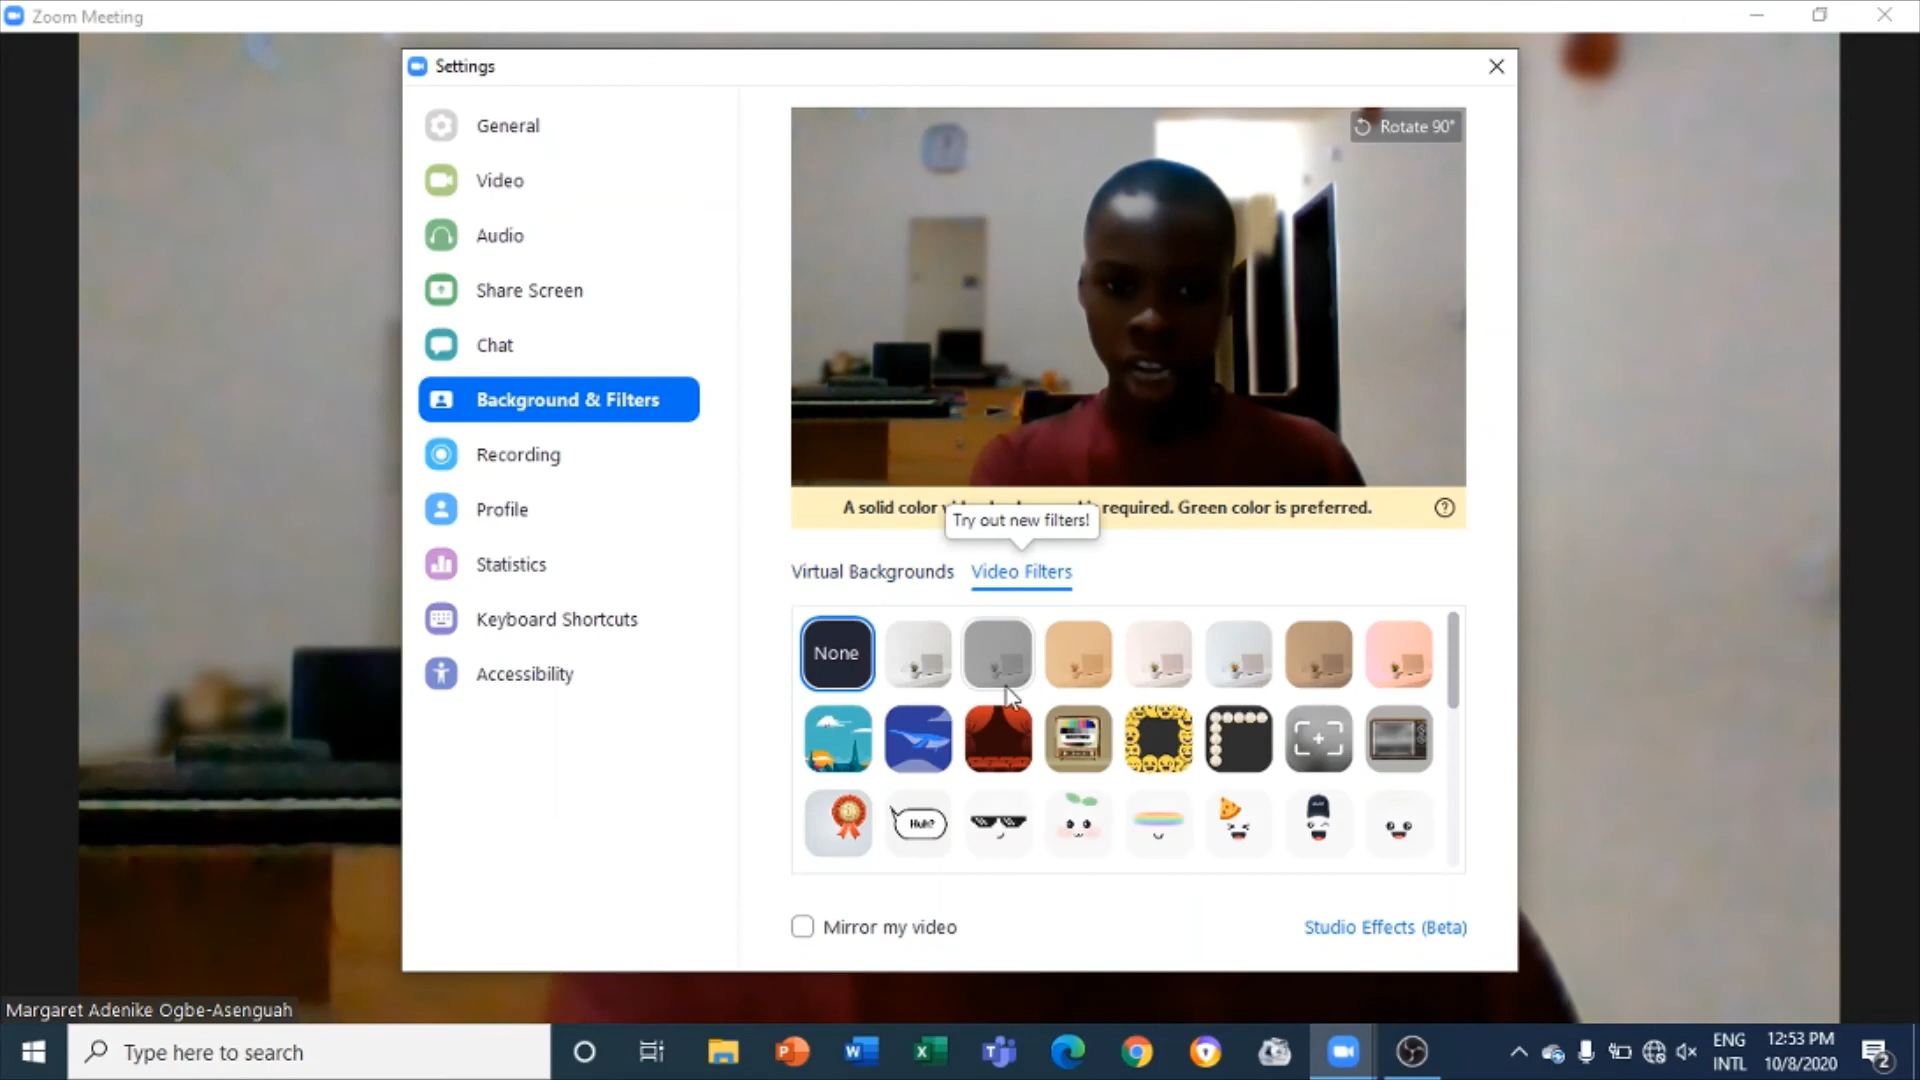 Zoom Meeting
Settings
General
Video
Audio
Share Screen
Chat
Background & Filters
Recording
Profile
Statistics
Keyboard Shortcuts
Accessibility
Rotate 90°
A solid color required. Green color is preferred.
Try out new filters!
Virtual Backgrounds
Video Filters
None
Huh?
Mirror my video
Studio Effects (Beta)
Margaret Adenike Ogbe-Asenguah
Type here to search
ENG
INTL
12:53 PM
10/8/2020
2